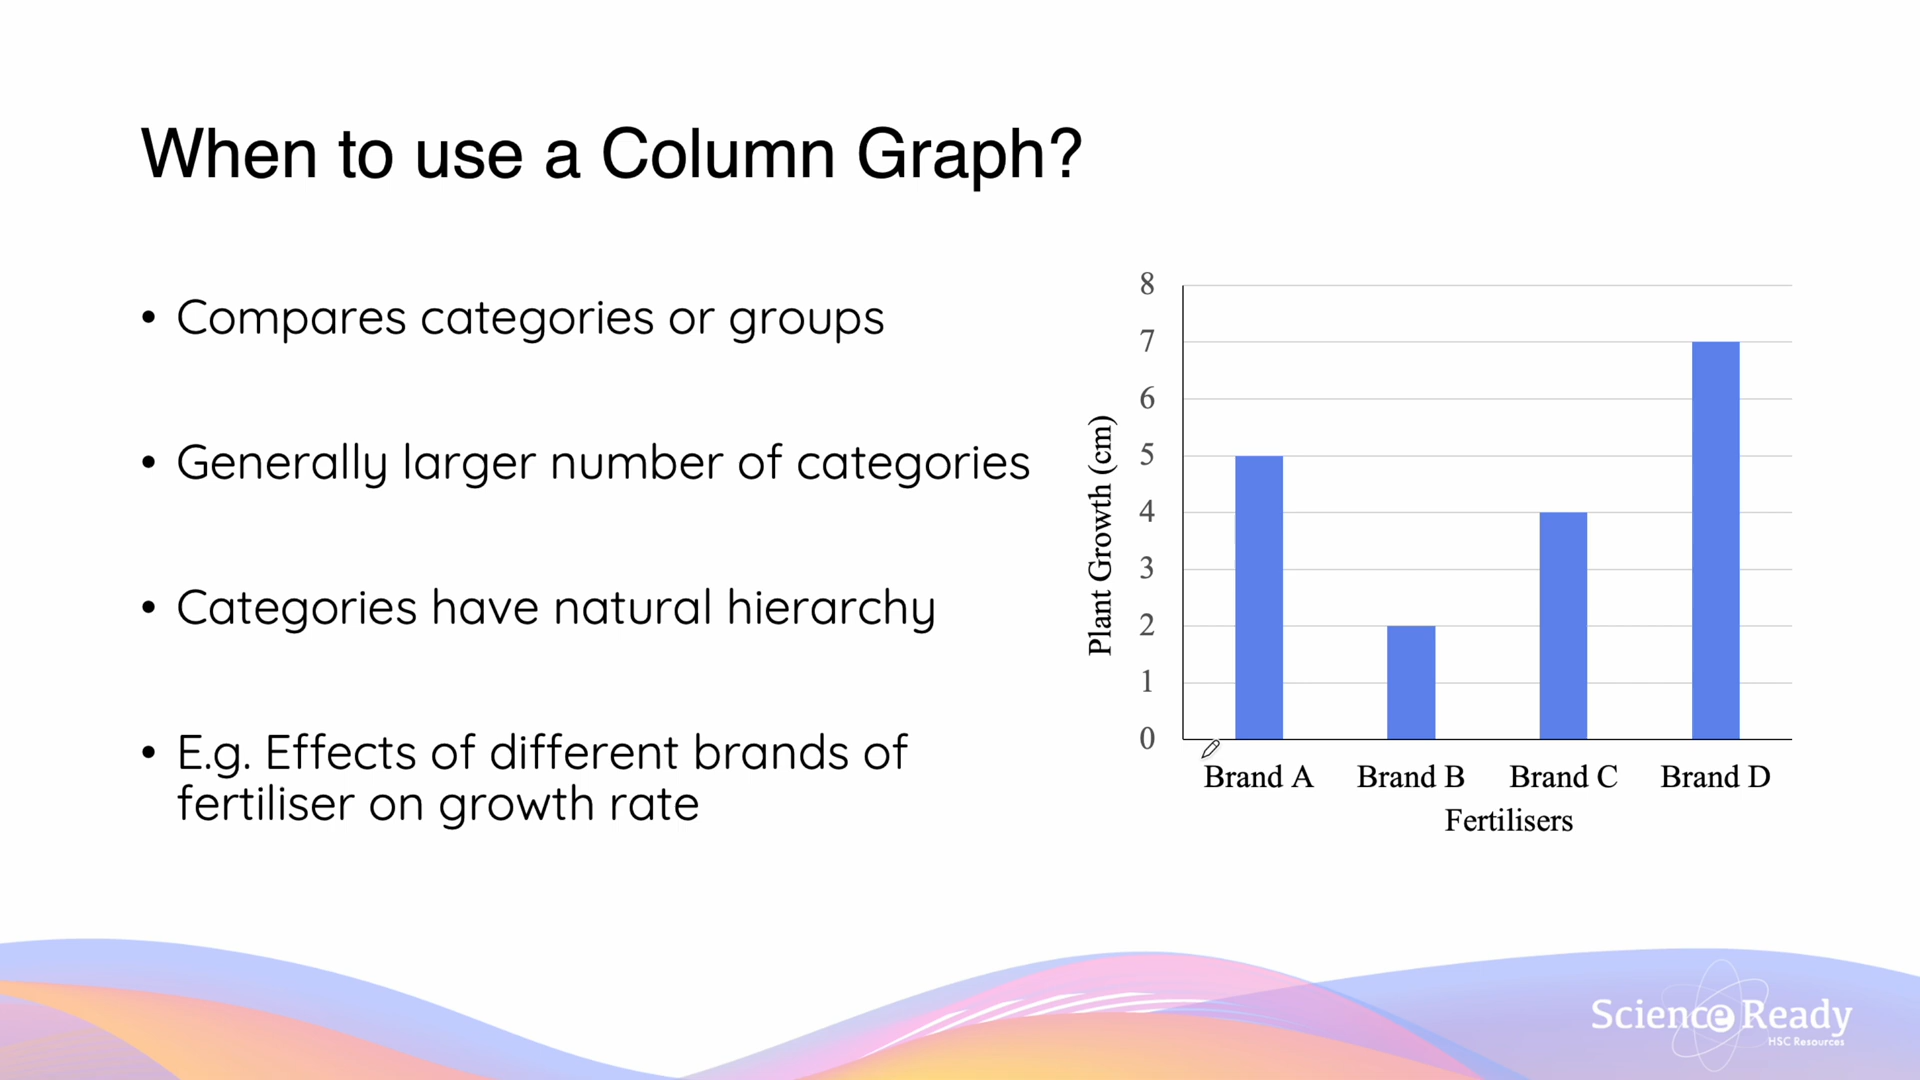 When to use a Column Graph?
• Compares categories or groups
• Generally larger number of categories
• Categories have natural hierarchy
• E.g. Effects of different brands of
fertiliser on growth rate
Plant Growth (cm)
8
7
6
5
4
3
2
1
0
Brand A Brand B Brand C Brand D
Fertilisers
Science Ready
HSC Resources